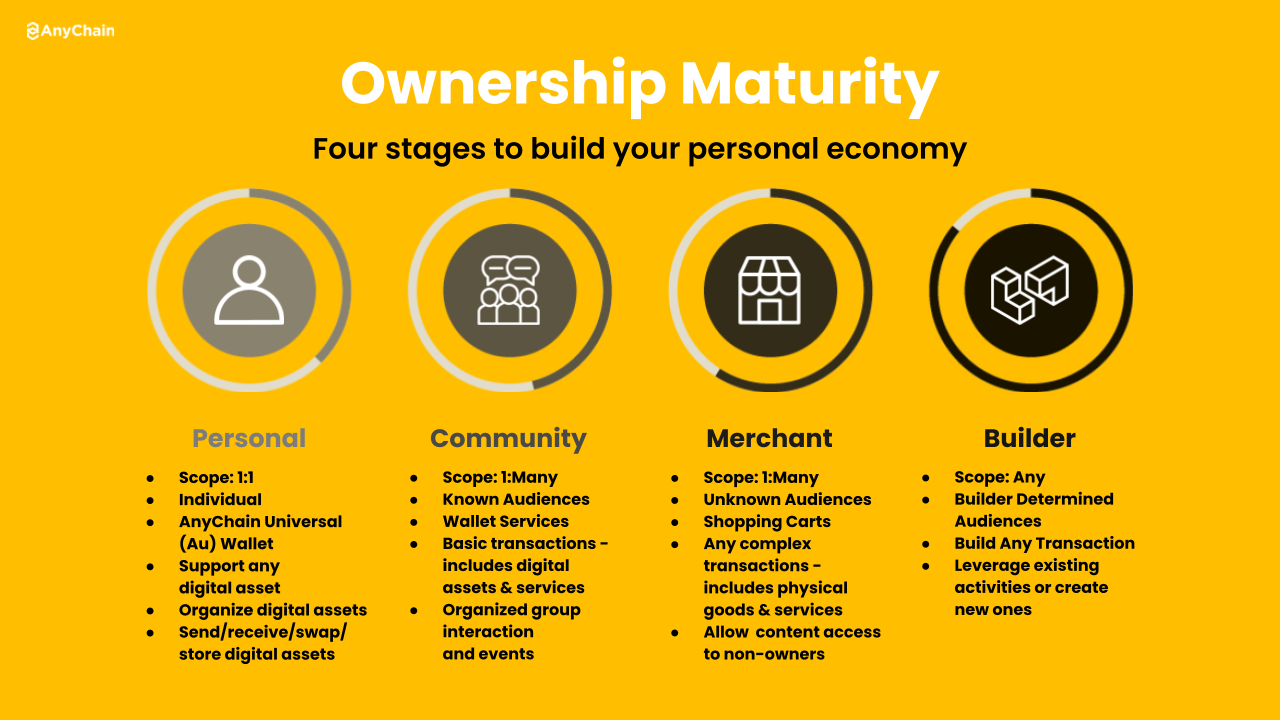 AnyChain
Ownership Maturity
Four stages to build your personal economy
Personal
● Scope: 1:1
● Individual
● AnyChain Universal
(Au) Wallet
● Support any
digital asset
● Organize digital assets
● Send/receive/swap/
store digital assets
Community
● Scope: 1:Many
● Known Audiences
● Wallet Services
● Basic transactions -
includes digital
assets & services
● Organized group
interaction
and events
Merchant
● Scope: 1:Many
● Unknown Audiences
● Shopping Carts
● Any complex
transactions -
includes physical
goods & services
● Allow  content access
to non-owners
Builder
● Scope: Any
● Builder Determined
Audiences
● Build Any Transaction
● Leverage existing
activities or create
new ones